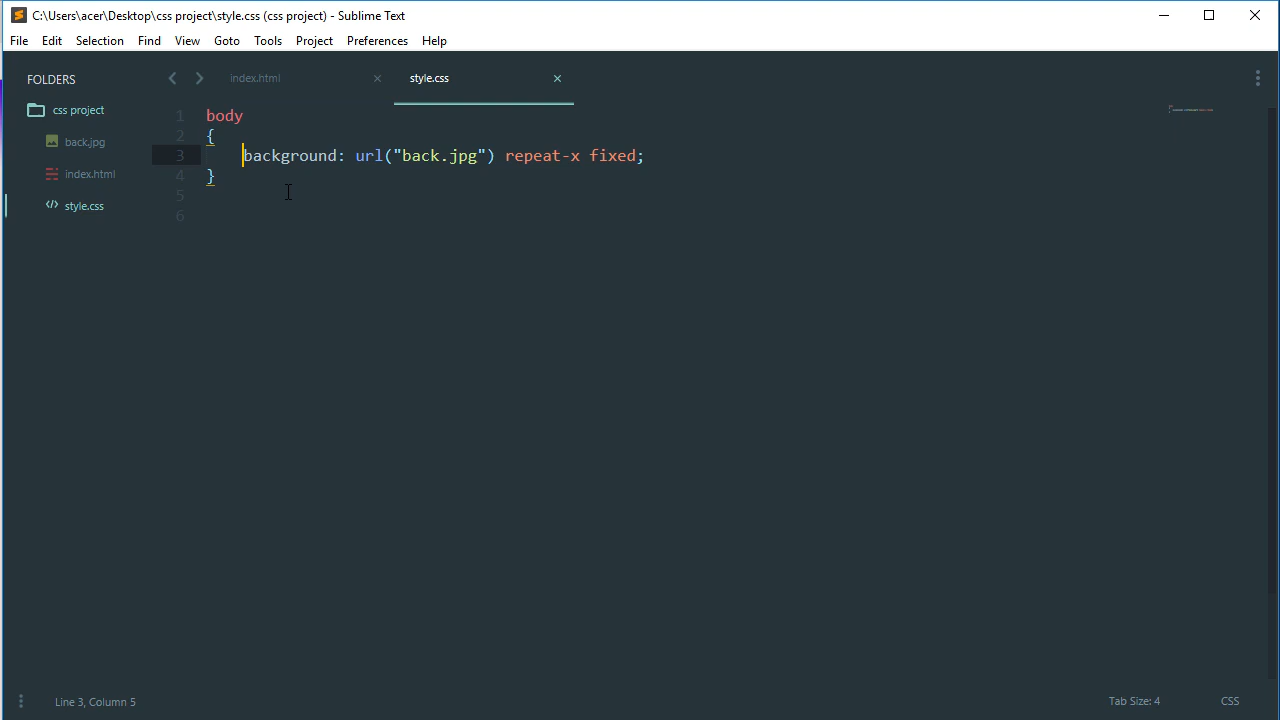 C:\Users\acer\Desktop\css project\style.css (css project) - Sublime Text
File Edit Selection Find View Goto Tools Project Preferences Help
FOLDERS
css project
back.jpg
index.html
style.css
index.html
style.css
1 body
2 {
3 background: url("back.jpg") repeat-x fixed;
4 }
5
6
Line 3, Column 5
Tab Size: 4
CSS